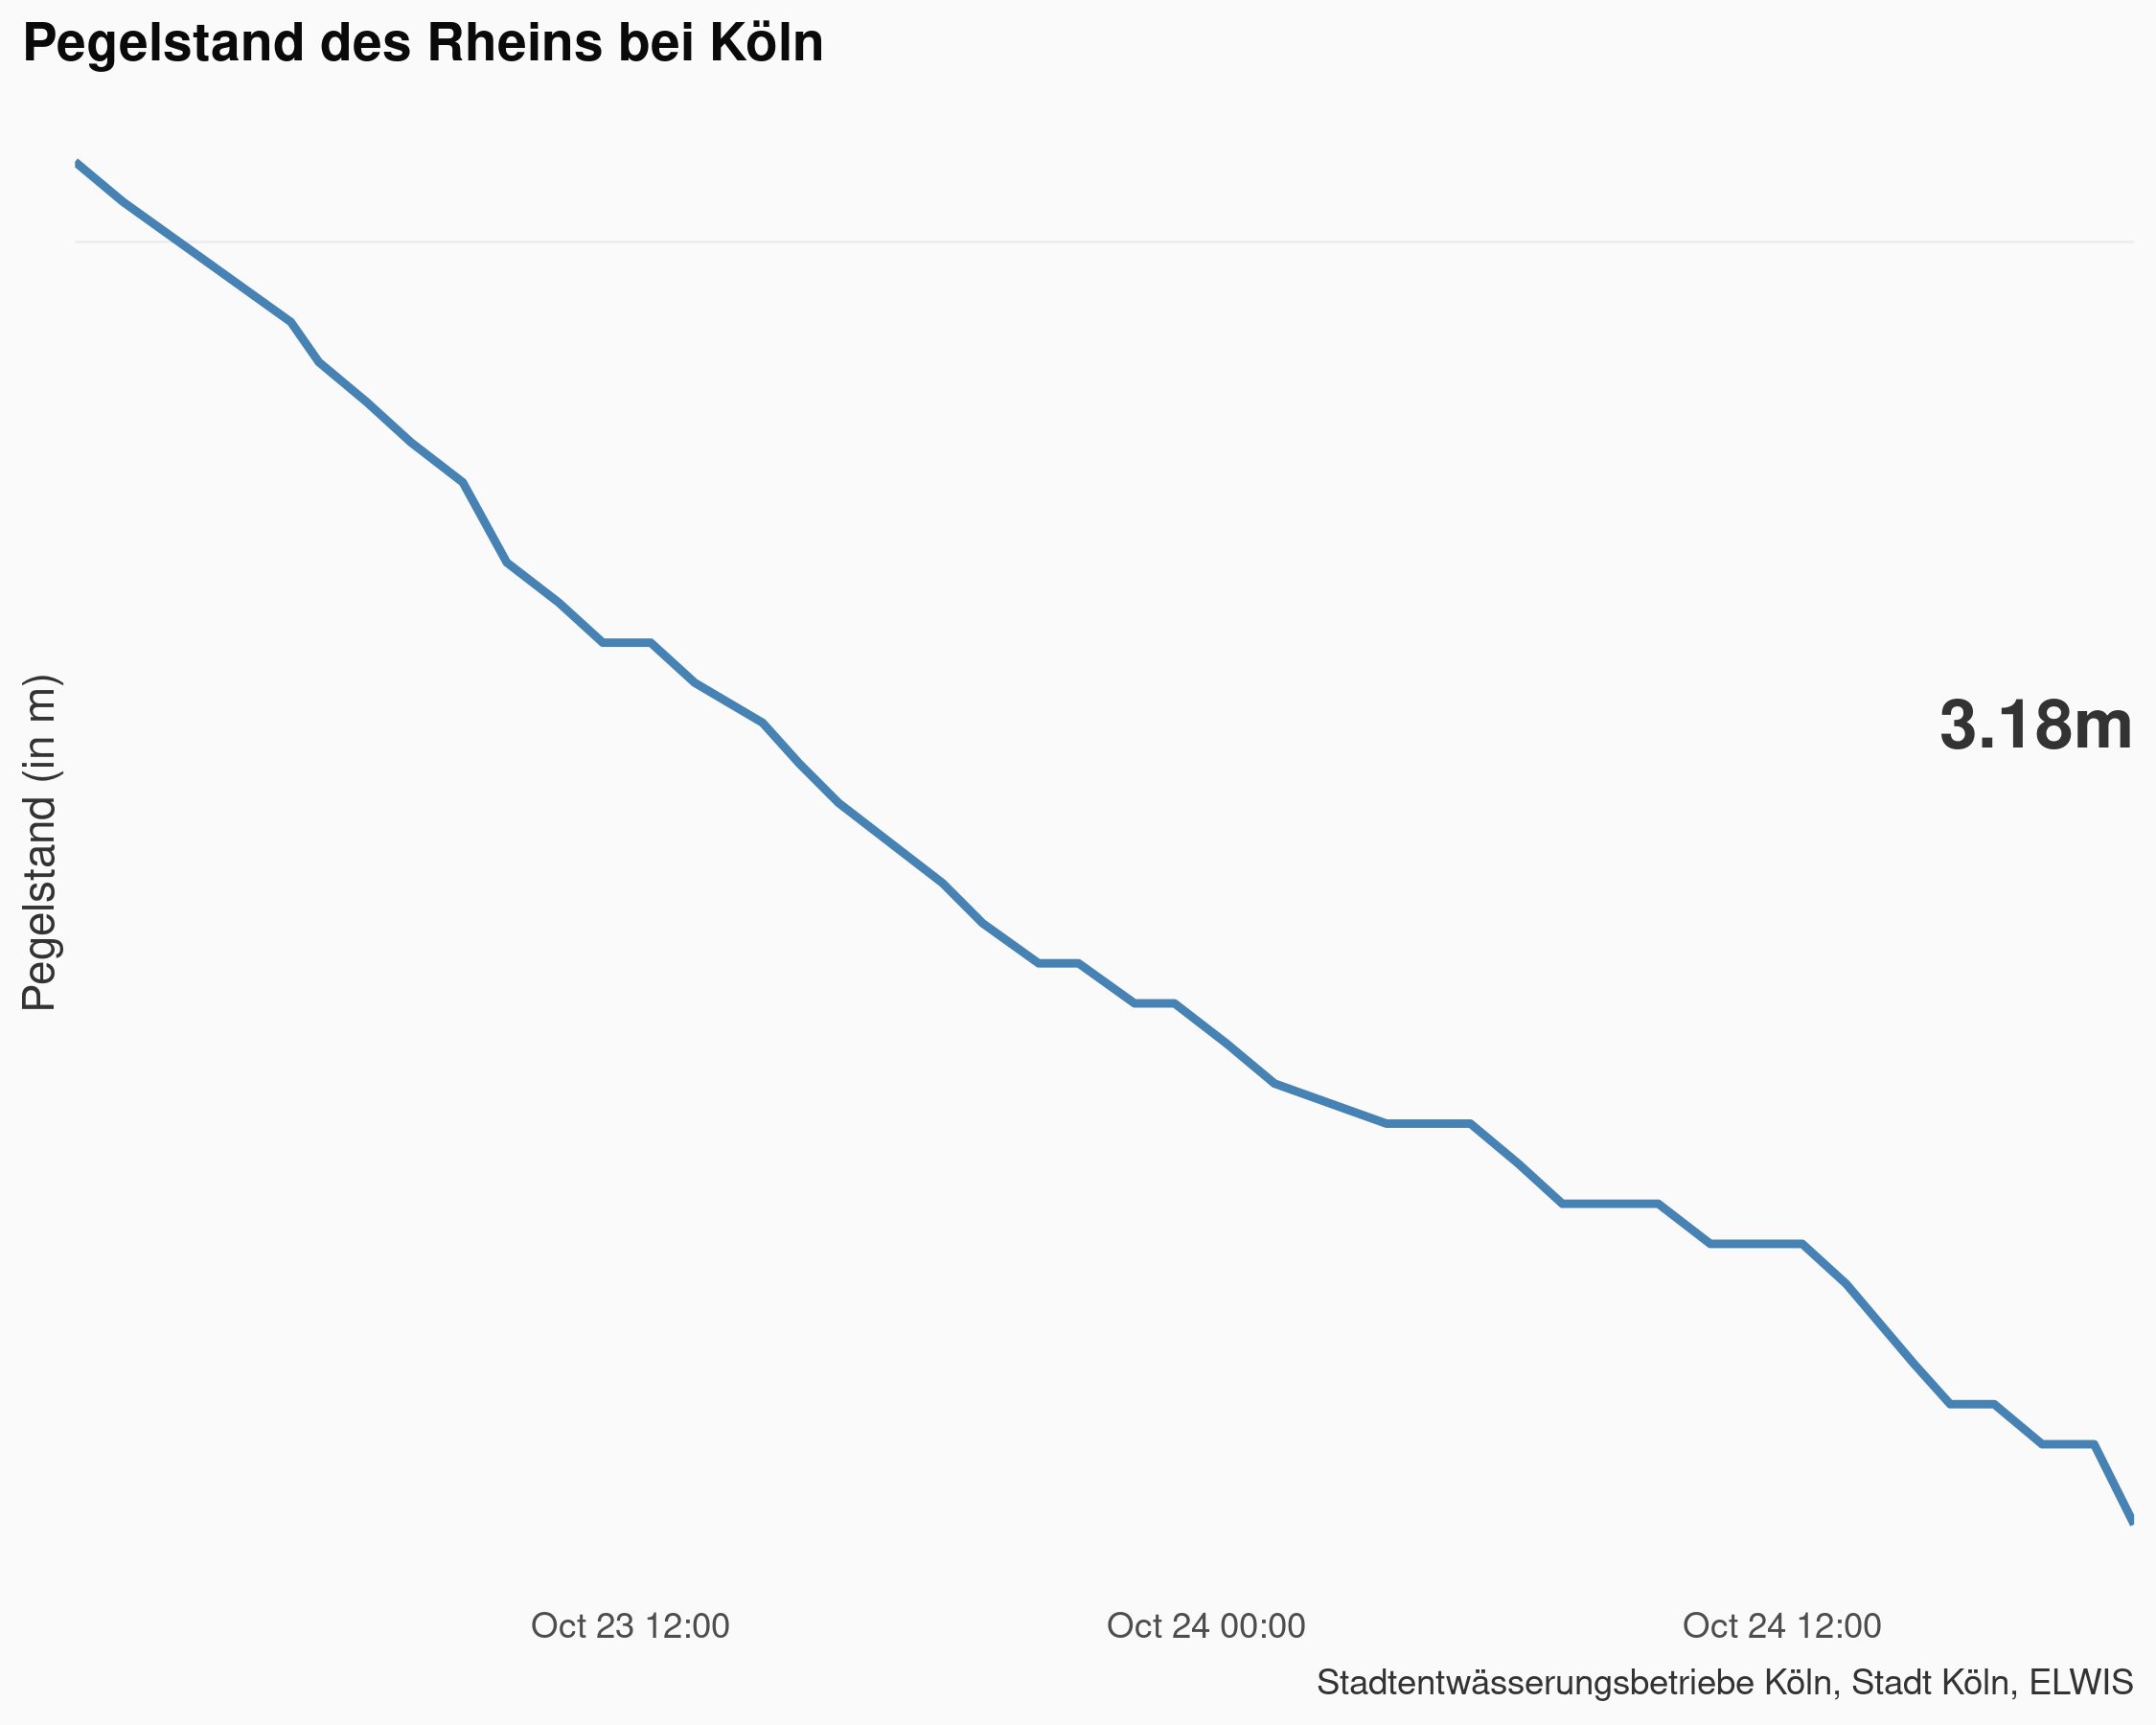 Pegelstand des Rheins bei Köln
Pegelstand (in m)
3.18m
Oct 23 12:00
Oct 24 00:00
Oct 24 12:00
Stadtentwässerungsbetriebe Köln, Stadt Köln, ELWIS